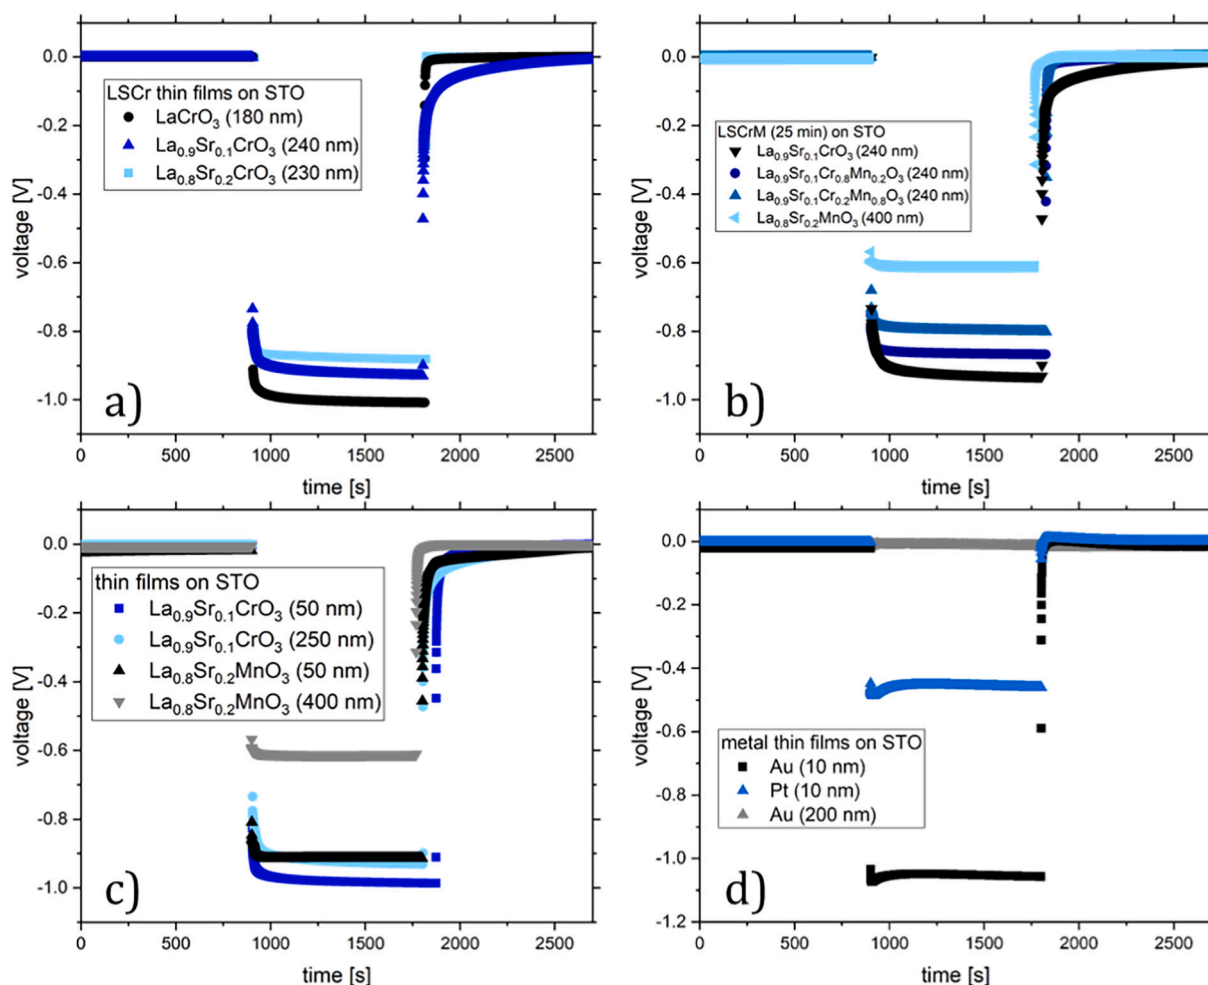 0.0
-0.2
-0.4
-0.6
-0.8
-1.0
voltage [V]
LSCr thin films on STO
LaCrO₃ (180 nm)
La₀.₉Sr₀.₁CrO₃ (240 nm)
La₀.₈Sr₀.₂CrO₃ (230 nm)
a)
0 500 1000 1500 2000 2500
time [s]
0.0
-0.2
-0.4
-0.6
-0.8
-1.0
voltage [V]
LSCrM (25 min) on STO
La₀.₉Sr₀.₁CrO₃ (240 nm)
La₀.₉Sr₀.₁Cr₀.₈Mn₀.₂O₃ (240 nm)
La₀.₉Sr₀.₁Cr₀.₂Mn₀.₈O₃ (240 nm)
La₀.₈Sr₀.₂MnO₃ (400 nm)
b)
0 500 1000 1500 2000 2500
time [s]
0.0
-0.2
-0.4
-0.6
-0.8
-1.0
voltage [V]
thin films on STO
La₀.₉Sr₀.₁CrO₃ (50 nm)
La₀.₉Sr₀.₁CrO₃ (250 nm)
La₀.₈Sr₀.₂MnO₃ (50 nm)
La₀.₈Sr₀.₂MnO₃ (400 nm)
c)
0 500 1000 1500 2000 2500
time [s]
0.0
-0.2
-0.4
-0.6
-0.8
-1.0
-1.2
voltage [V]
metal thin films on STO
Au (10 nm)
Pt (10 nm)
Au (200 nm)
d)
0 500 1000 1500 2000 2500
time [s]